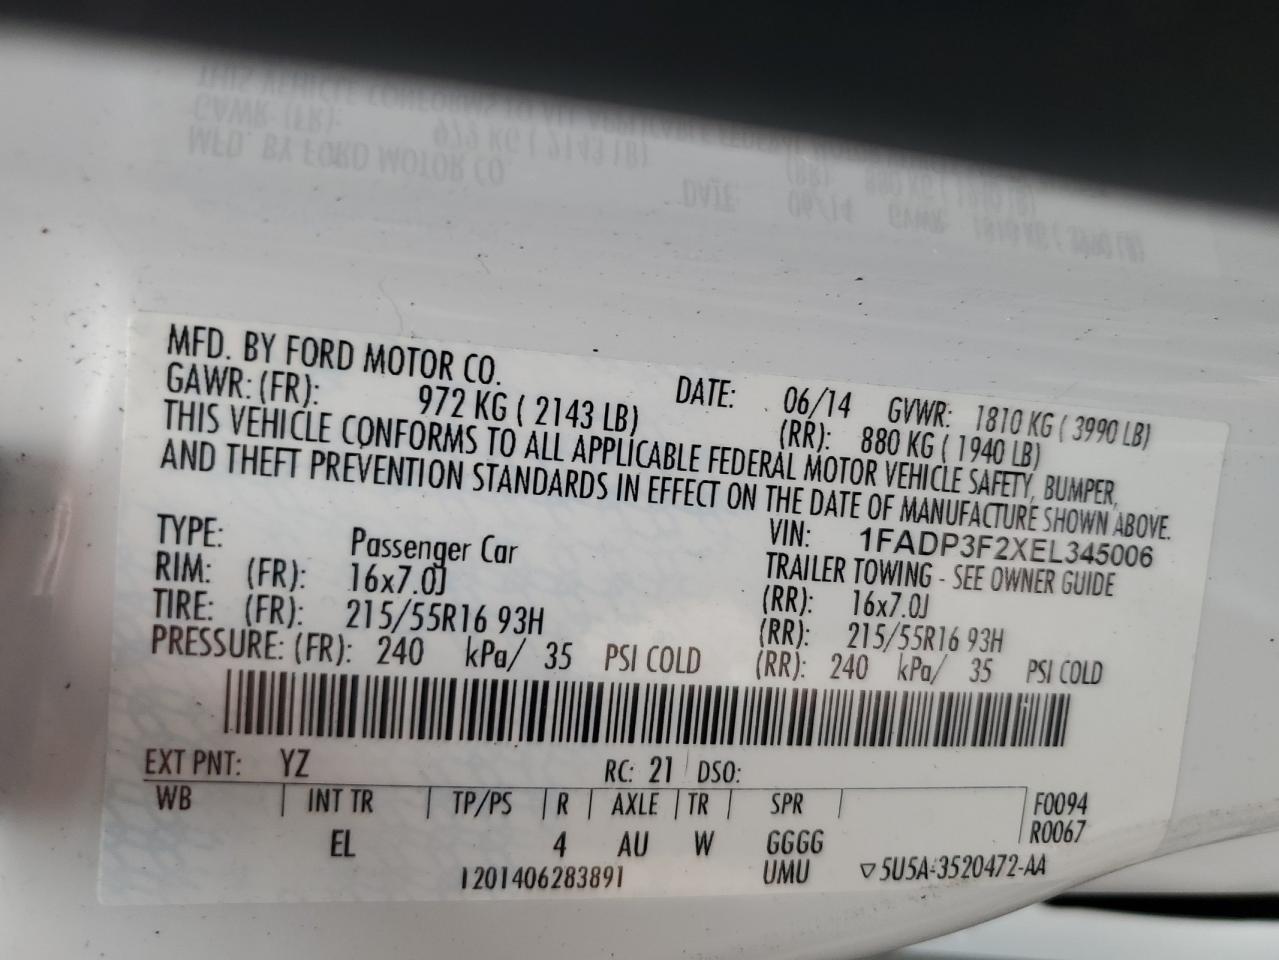 MFD. BY FORD MOTOR CO. DATE: 06/14 GVWR: 1810 KG ( 3990 LB)
GAWR: (FR): 972 KG ( 2143 LB) (RR): 880 KG ( 1940 LB)
THIS VEHICLE CONFORMS TO ALL APPLICABLE FEDERAL MOTOR VEHICLE SAFETY, BUMPER,
AND THEFT PREVENTION STANDARDS IN EFFECT ON THE DATE OF MANUFACTURE SHOWN ABOVE.
VIN: 1FADP3F2XEL345006
TYPE: Passenger Car TRAILER TOWING - SEE OWNER GUIDE
RIM: (FR): 16x7.0J (RR): 16x7.0J
TIRE: (FR): 215/55R16 93H (RR): 215/55R16 93H
PRESSURE: (FR): 240 kPa/ 35 PSI COLD (RR): 240 kPa/ 35 PSI COLD
EXT PNT: YZ RC: 21 DSO:
WB INT TR TP/PS R AXLE TR SPR F0094
R0067
EL 4 AU W GGGG
I201406283891 UMU ▽5U5A-3520472-AA